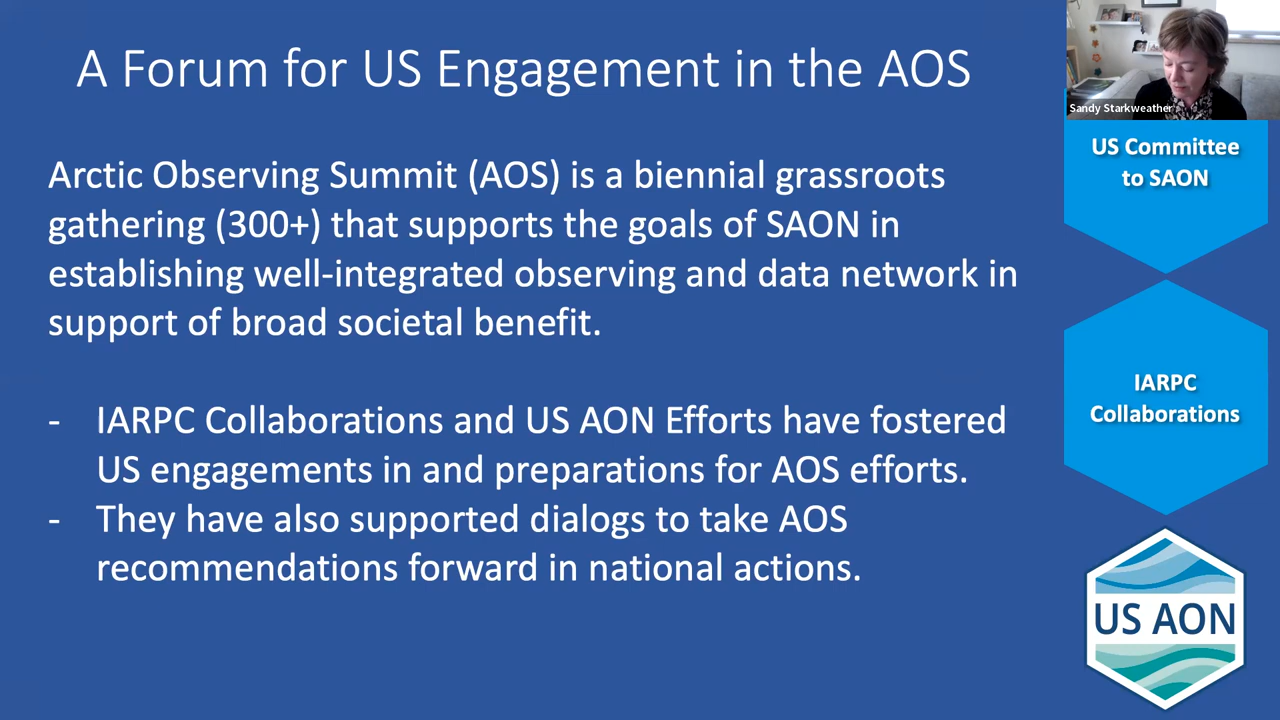 A Forum for US Engagement in the AOS
Arctic Observing Summit (AOS) is a biennial grassroots
gathering (300+) that supports the goals of SAON in
establishing well-integrated observing and data network in
support of broad societal benefit.
- IARPC Collaborations and US AON Efforts have fostered
US engagements in and preparations for AOS efforts.
- They have also supported dialogs to take AOS
recommendations forward in national actions.
Sandy Starkweather
US Committee
to SAON
IARPC
Collaborations
US AON